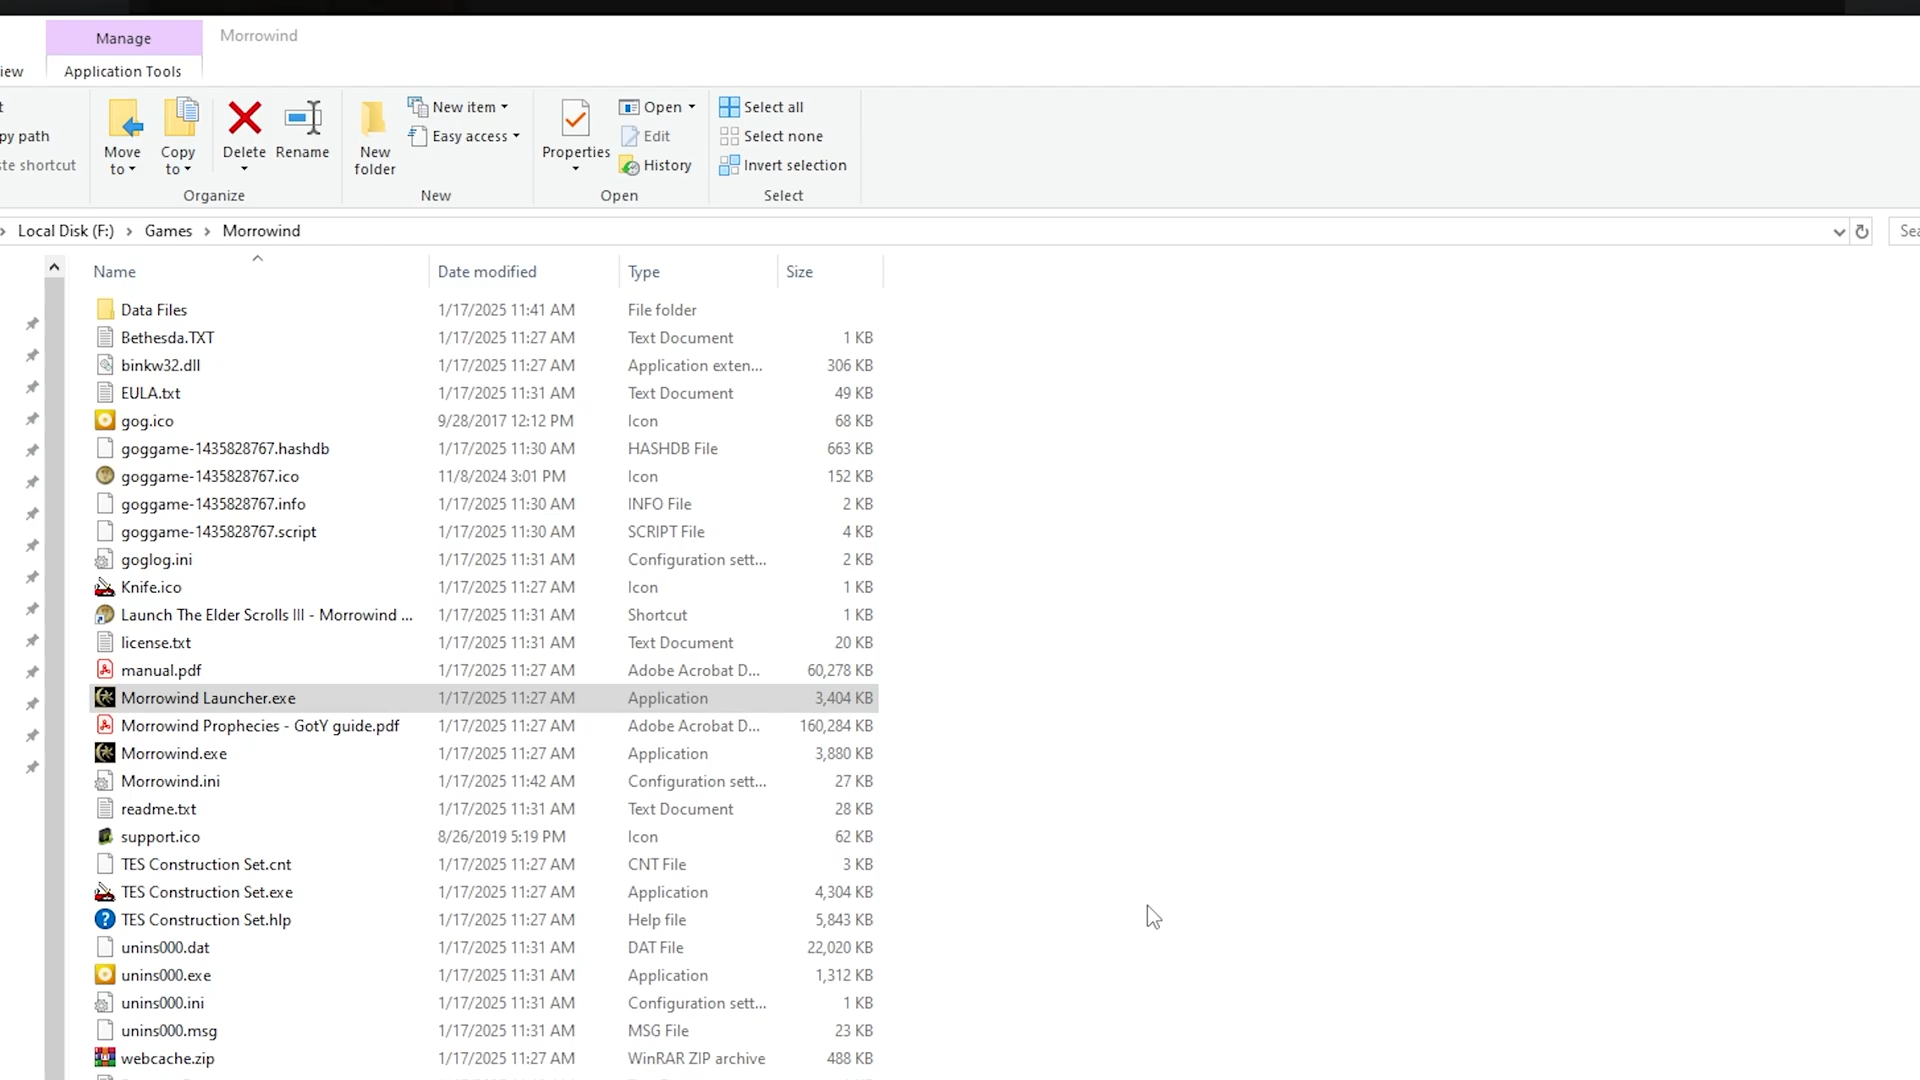 Manage
Morrowind
iew
Application Tools
t
py path
te shortcut
Move to
Copy to
Delete
Rename
Organize
New folder
New item
Easy access
New
Properties
Open
Edit
History
Open
Select all
Select none
Invert selection
Select
Local Disk (F:) > Games > Morrowind
Sea
Name Date modified Type Size
Data Files 1/17/2025 11:41 AM File folder
Bethesda.TXT 1/17/2025 11:27 AM Text Document 1 KB
binkw32.dll 1/17/2025 11:27 AM Application exten... 306 KB
EULA.txt 1/17/2025 11:31 AM Text Document 49 KB
gog.ico 9/28/2017 12:12 PM Icon 68 KB
goggame-1435828767.hashdb 1/17/2025 11:30 AM HASHDB File 663 KB
goggame-1435828767.ico 11/8/2024 3:01 PM Icon 152 KB
goggame-1435828767.info 1/17/2025 11:30 AM INFO File 2 KB
goggame-1435828767.script 1/17/2025 11:30 AM SCRIPT File 4 KB
goglog.ini 1/17/2025 11:31 AM Configuration sett... 2 KB
Knife.ico 1/17/2025 11:27 AM Icon 1 KB
Launch The Elder Scrolls III - Morrowind ... 1/17/2025 11:31 AM Shortcut 1 KB
license.txt 1/17/2025 11:31 AM Text Document 20 KB
manual.pdf 1/17/2025 11:27 AM Adobe Acrobat D... 60,278 KB
Morrowind Launcher.exe 1/17/2025 11:27 AM Application 3,404 KB
Morrowind Prophecies - GotY guide.pdf 1/17/2025 11:27 AM Adobe Acrobat D... 160,284 KB
Morrowind.exe 1/17/2025 11:27 AM Application 3,880 KB
Morrowind.ini 1/17/2025 11:42 AM Configuration sett... 27 KB
readme.txt 1/17/2025 11:31 AM Text Document 28 KB
support.ico 8/26/2019 5:19 PM Icon 62 KB
TES Construction Set.cnt 1/17/2025 11:27 AM CNT File 3 KB
TES Construction Set.exe 1/17/2025 11:27 AM Application 4,304 KB
TES Construction Set.hlp 1/17/2025 11:27 AM Help file 5,843 KB
unins000.dat 1/17/2025 11:31 AM DAT File 22,020 KB
unins000.exe 1/17/2025 11:31 AM Application 1,312 KB
unins000.ini 1/17/2025 11:31 AM Configuration sett... 1 KB
unins000.msg 1/17/2025 11:31 AM MSG File 23 KB
webcache.zip 1/17/2025 11:27 AM WinRAR ZIP archive 488 KB